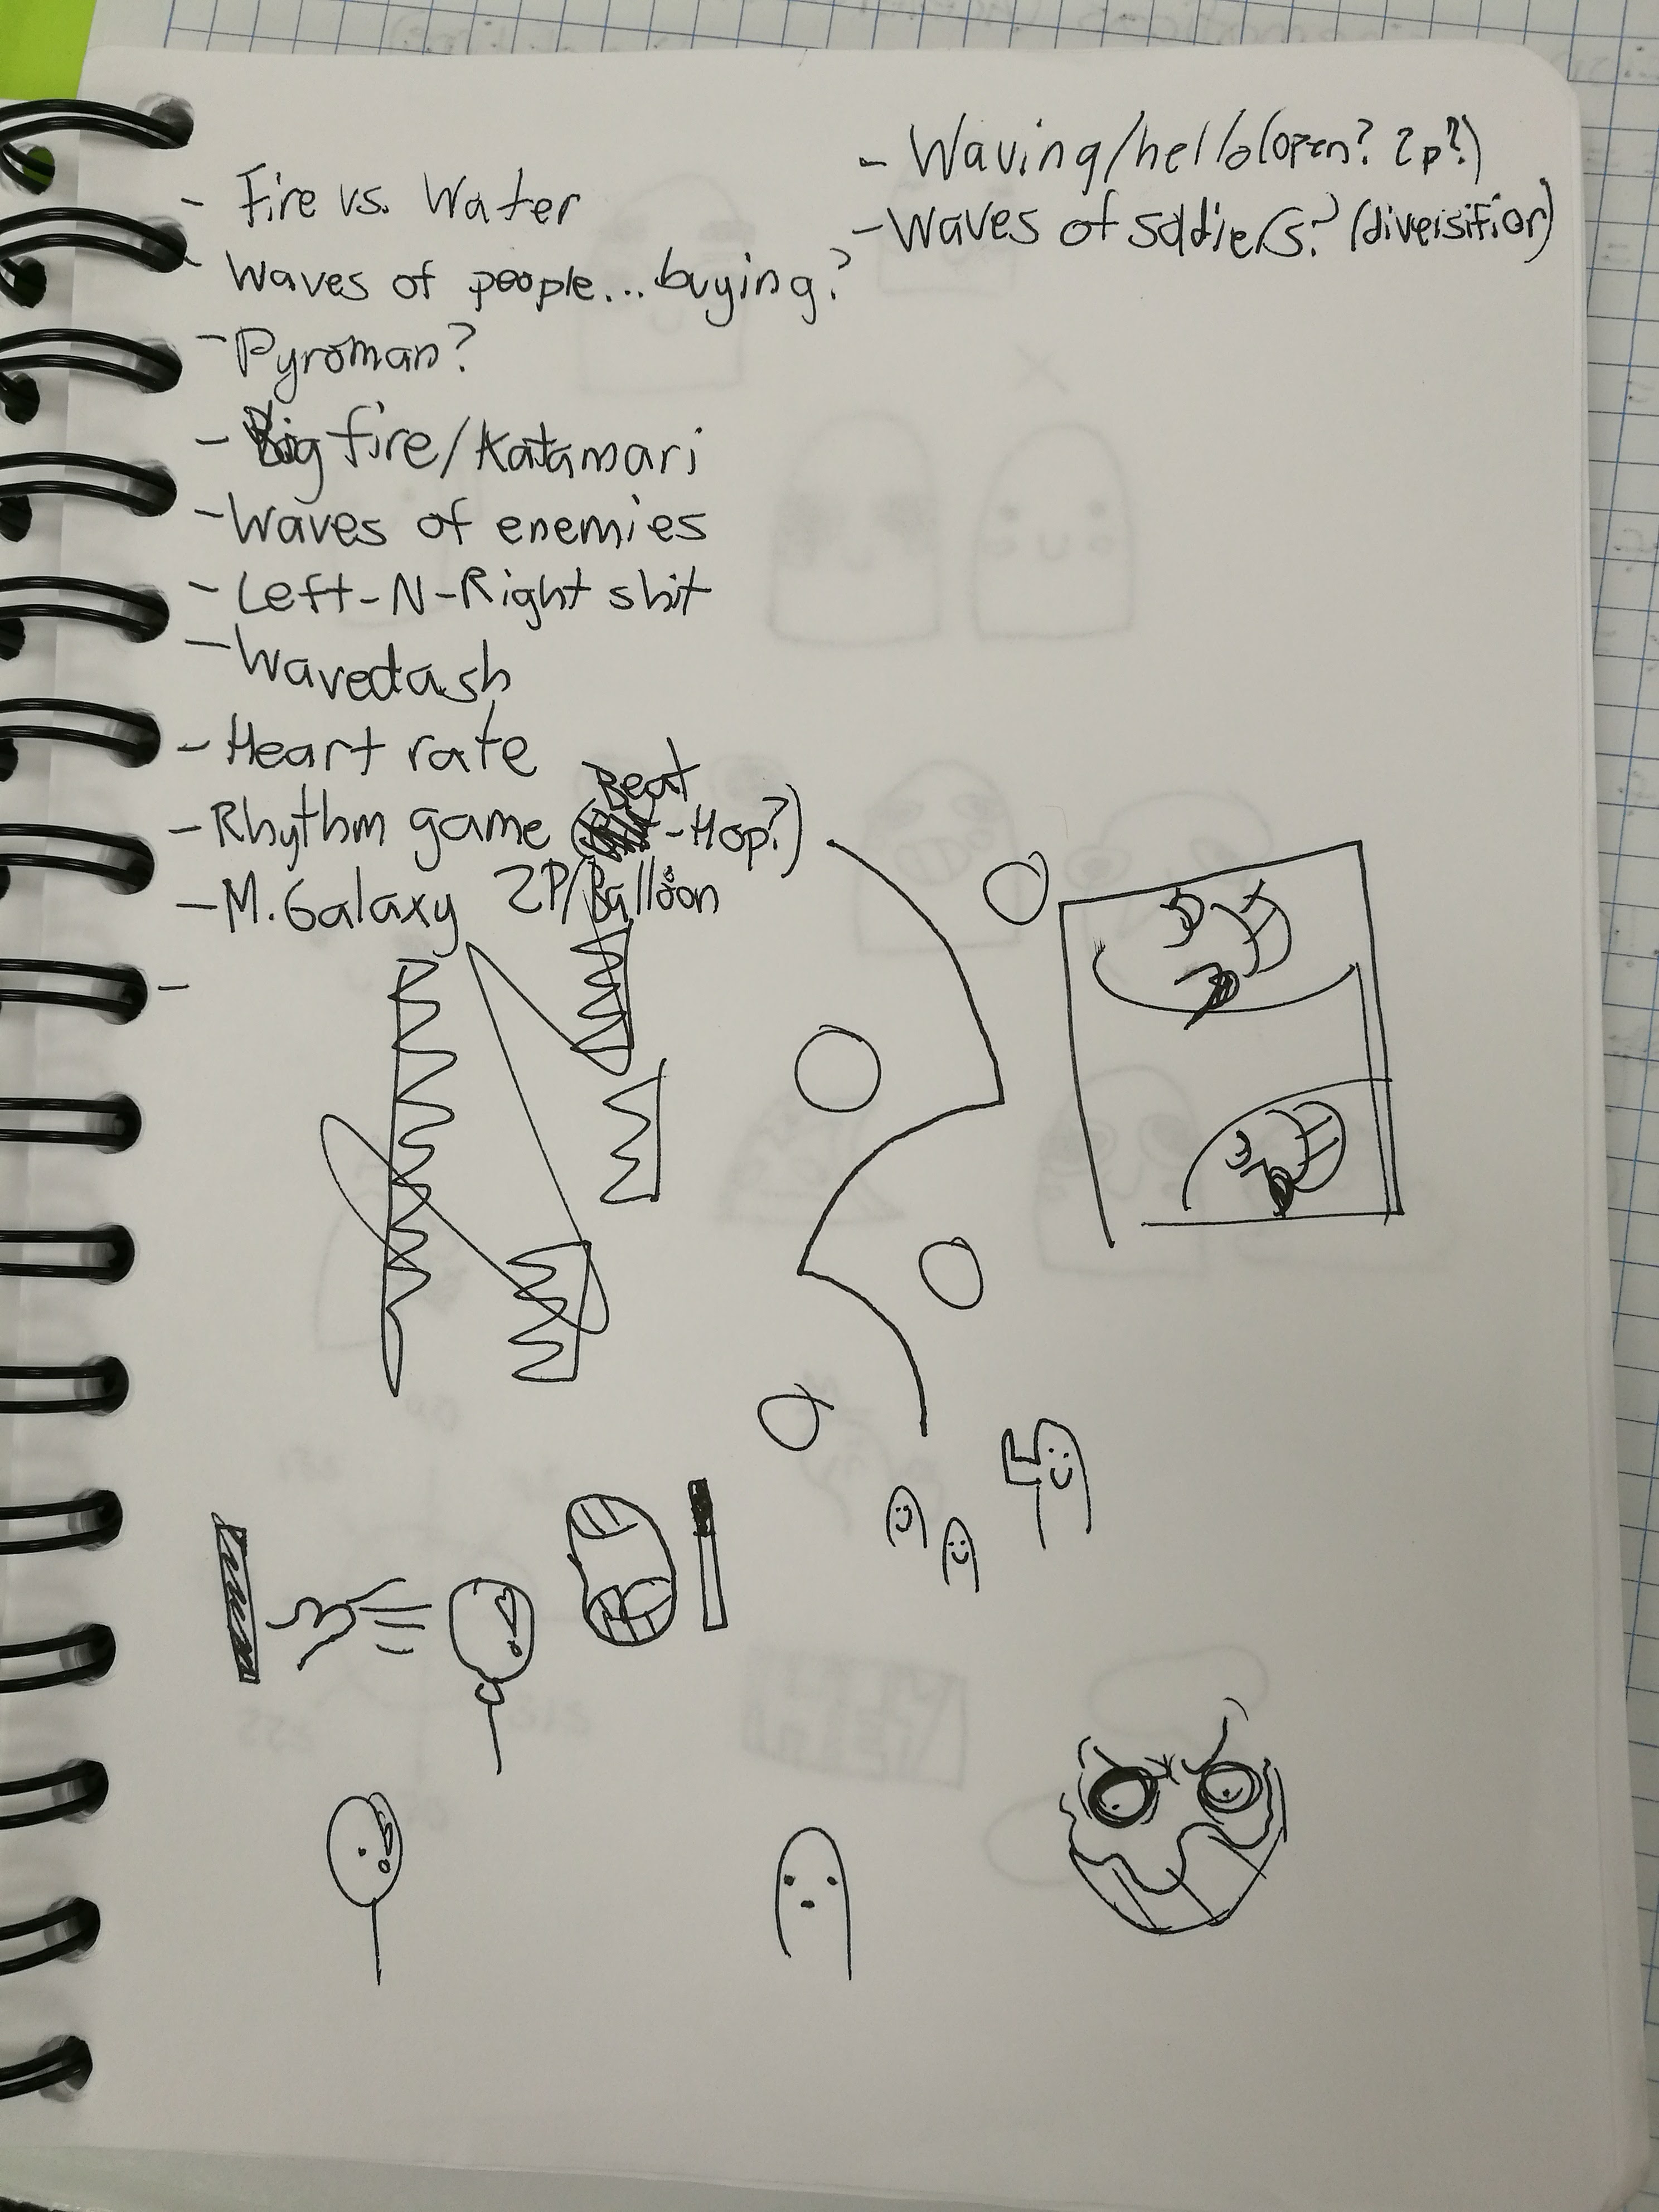 - Fire vs. Water
- Waves of people... buying?
- Pyroman?
- Big fire/Katamari
- Waves of enemies
- Left-N-Right shit
- Wavedash
- Heart rate
- Rhythm game (Beat-Hop?)
- M. Galaxy 2P/Balloon
-
- Waving/hello (open? 2p?)
- Waves of soldiers? (diversifior)